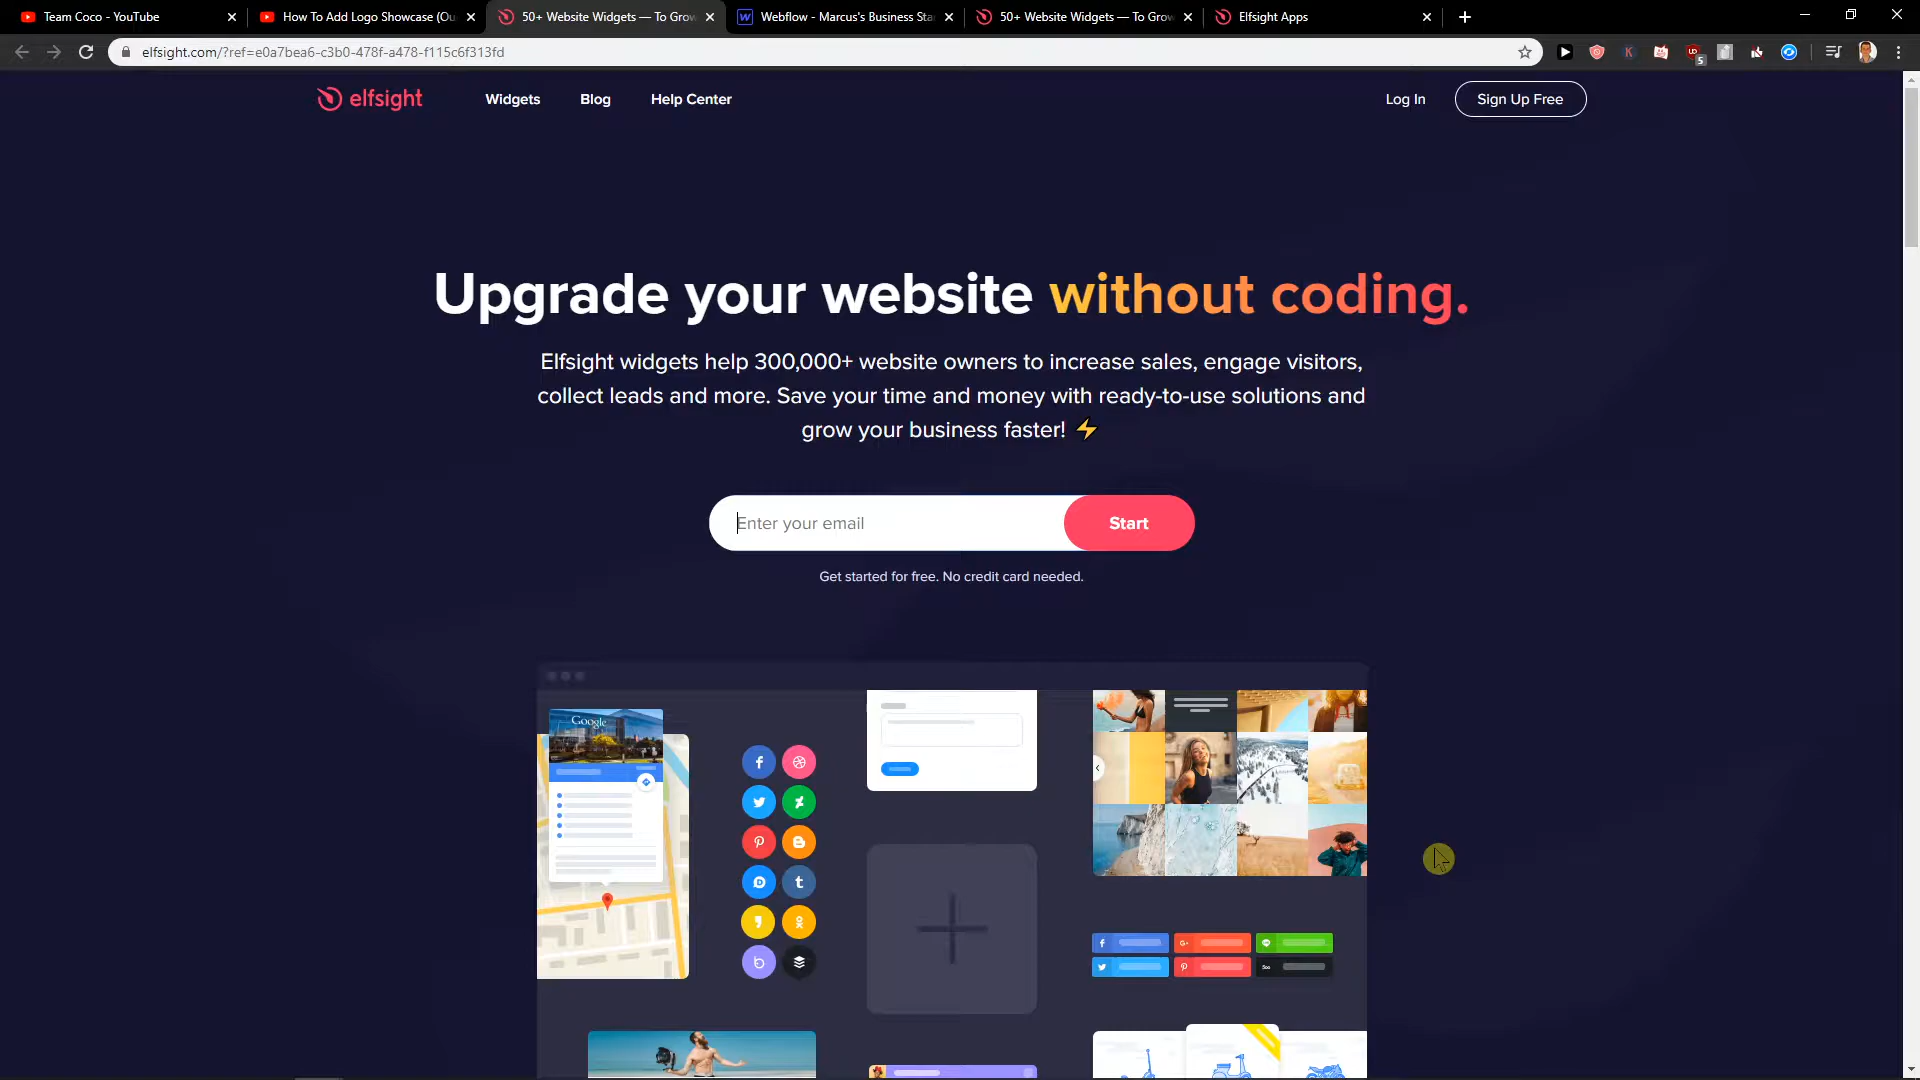 Team Coco - YouTube
How To Add Logo Showcase (Ou
50+ Website Widgets — To Grow
Webflow - Marcus's Business Sta
50+ Website Widgets — To Grow
Elfsight Apps
elfsight.com/?ref=e0a7bea6-c3b0-478f-a478-f115c6f313fd
5
elfsight
Widgets
Blog
Help Center
Log In
Sign Up Free
Upgrade your website without coding.
Elfsight widgets help 300,000+ website owners to increase sales, engage visitors,
collect leads and more. Save your time and money with ready-to-use solutions and
grow your business faster! ⚡
Enter your email
Start
Get started for free. No credit card needed.
Google